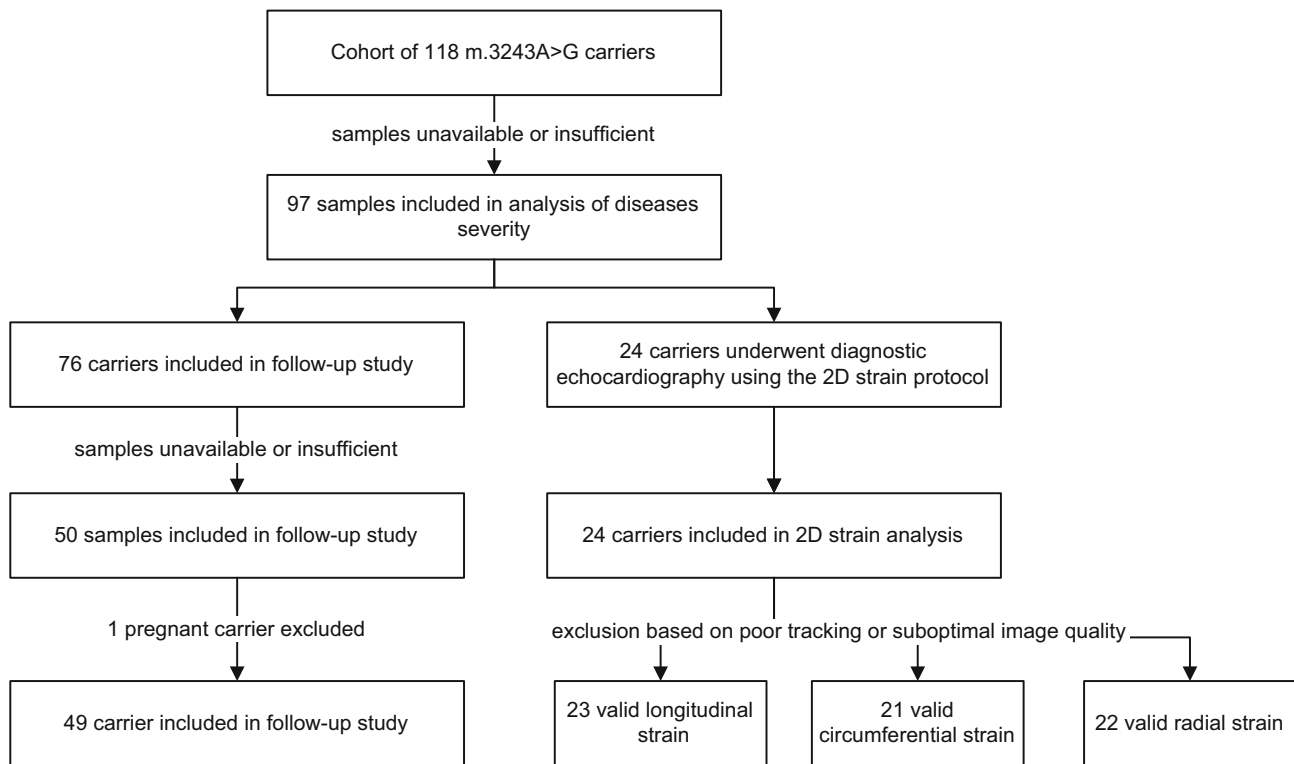 Cohort of 118 m.3243A>G carriers
samples unavailable or insufficient
97 samples included in analysis of diseases
severity
76 carriers included in follow-up study
24 carriers underwent diagnostic
echocardiography using the 2D strain protocol
samples unavailable or insufficient
50 samples included in follow-up study
24 carriers included in 2D strain analysis
1 pregnant carrier excluded
exclusion based on poor tracking or suboptimal image quality
49 carrier included in follow-up study
23 valid longitudinal
strain
21 valid
circumferential strain
22 valid radial strain